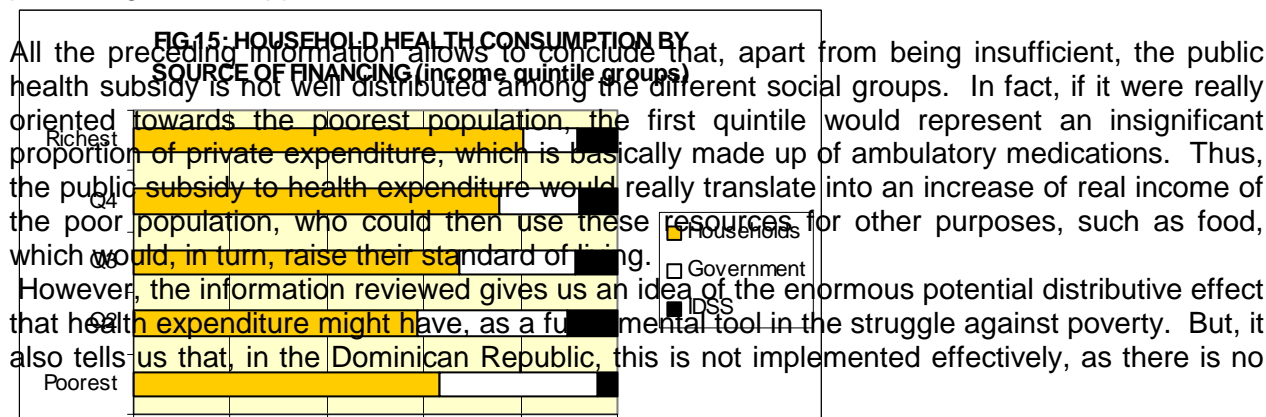 FIG.15: HOUSEHOLD HEALTH CONSUMPTION BY
SOURCE OF FINANCING (income quintile groups)
All the preceding information allows to conclude that, apart from being insufficient, the public
health subsidy is not well distributed among the different social groups. In fact, if it were really
oriented towards the poorest population, the first quintile would represent an insignificant
proportion of private expenditure, which is basically made up of ambulatory medications. Thus,
the public subsidy to health expenditure would really translate into an increase of real income of
the poor population, who could then use these resources for other purposes, such as food,
which would, in turn, raise their standard of living.
However, the information reviewed gives us an idea of the enormous potential distributive effect
that health expenditure might have, as a fundamental tool in the struggle against poverty. But, it
also tells us that, in the Dominican Republic, this is not implemented effectively, as there is no
Richest
Q4
Q3
Q2
Poorest
Households
Government
IDSS